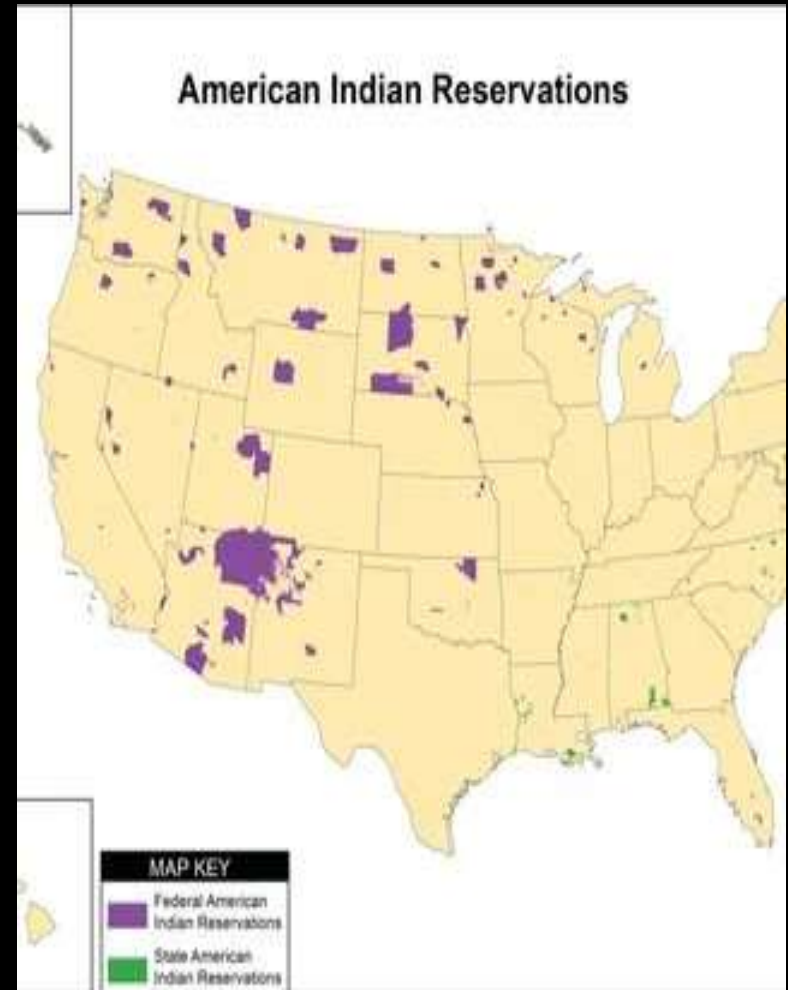 American Indian Reservations
MAP KEY
Federal American
Indian Reservations
State American
Indian Reservations